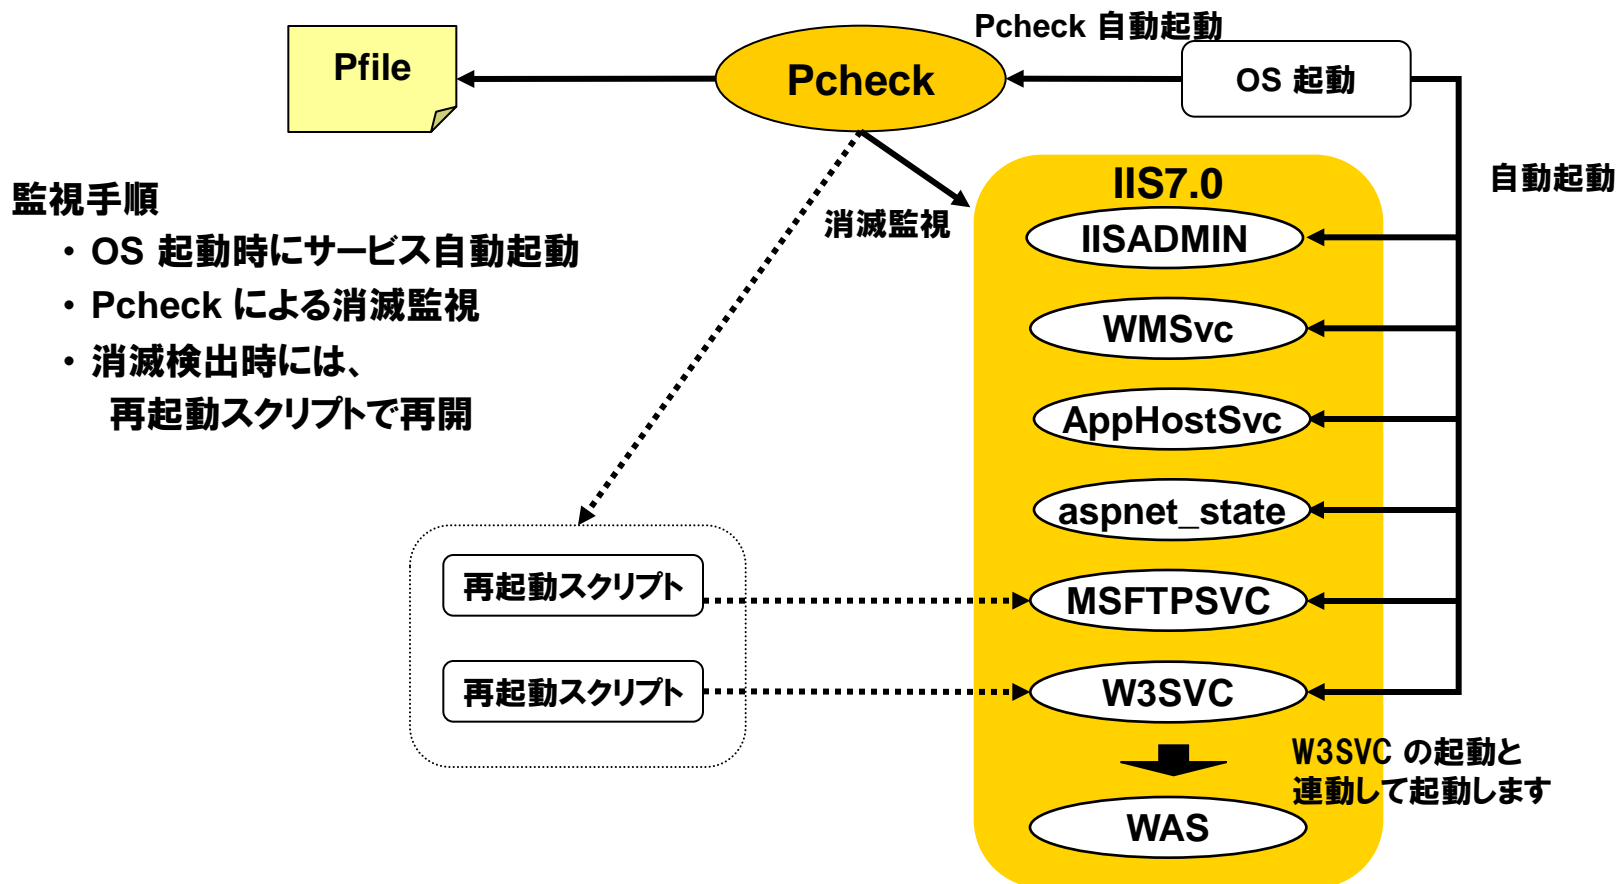 Pcheck 自動起動
Pfile
Pcheck
OS 起動
自動起動
監視手順
・ OS 起動時にサービス自動起動
・ Pcheck による消滅監視
・ 消滅検出時には、
再起動スクリプトで再開
消滅監視
IIS7.0
IISADMIN
WMSvc
AppHostSvc
aspnet_state
再起動スクリプト
MSFTPSVC
再起動スクリプト
W3SVC
W3SVC の起動と
連動して起動します
WAS